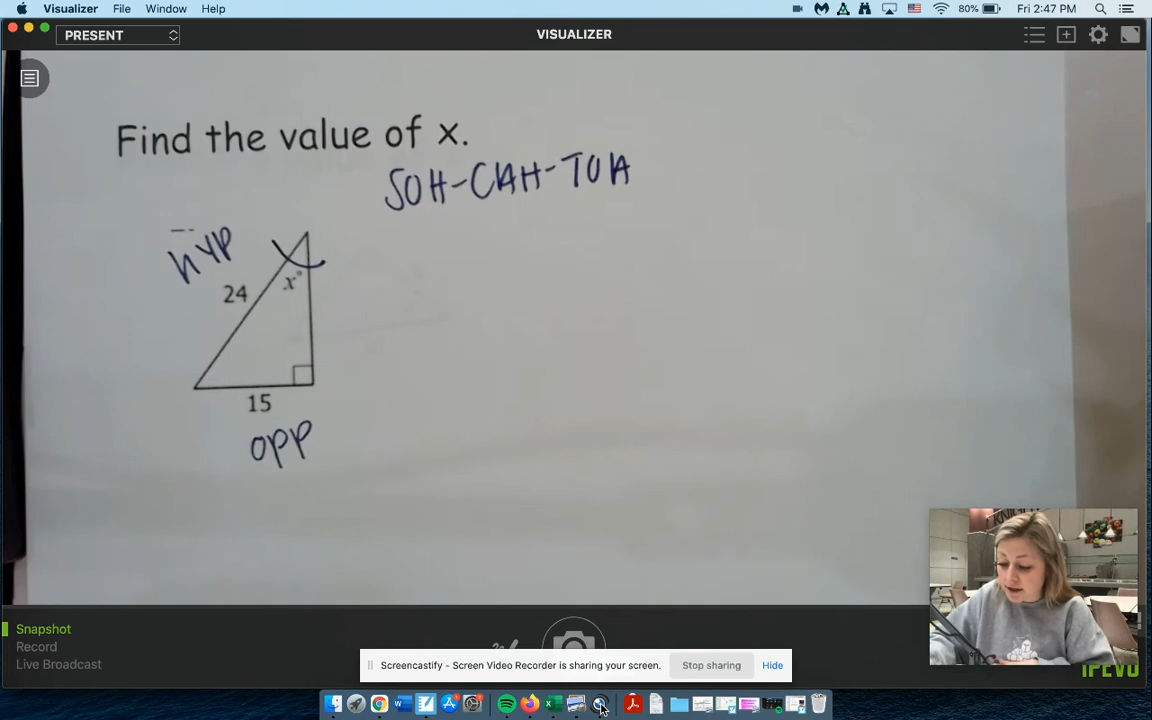 Visualizer File Window Help 80% Fri 2:47 PM
PRESENT VISUALIZER
Find the value of x.
SOH-CAH-TOA
hyp
x°
24
15
opp
KNIG
Snapshot
Record
Live Broadcast
Screencastify - Screen Video Recorder is sharing your screen. Stop sharing Hide
IPEVO